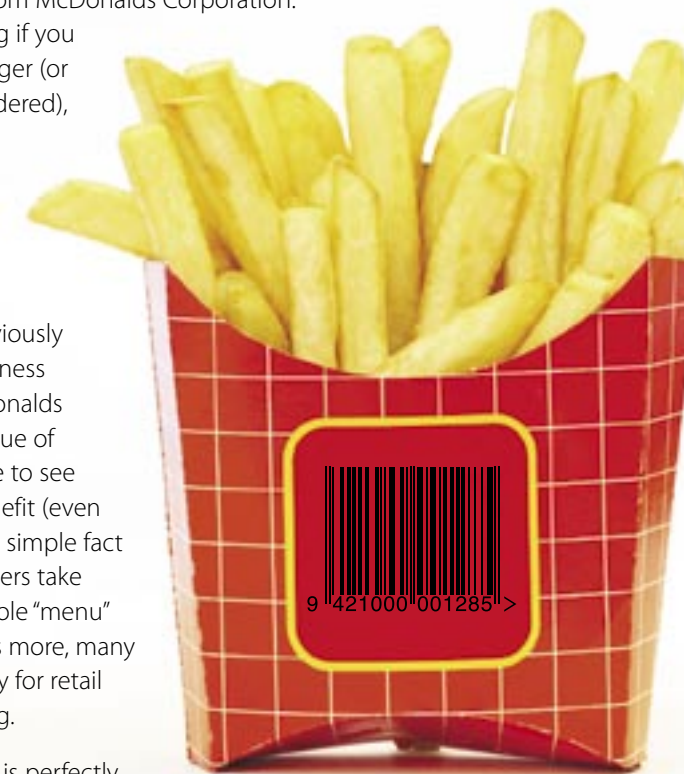 om McDonalds Corporation.
g if you
ger (or
dered),
viously
ness
onalds
ue of
e to see
efit (even
simple fact
ers take
ole “menu”
s more, many
y for retail
g.
is perfectly
9 421000 001285 >